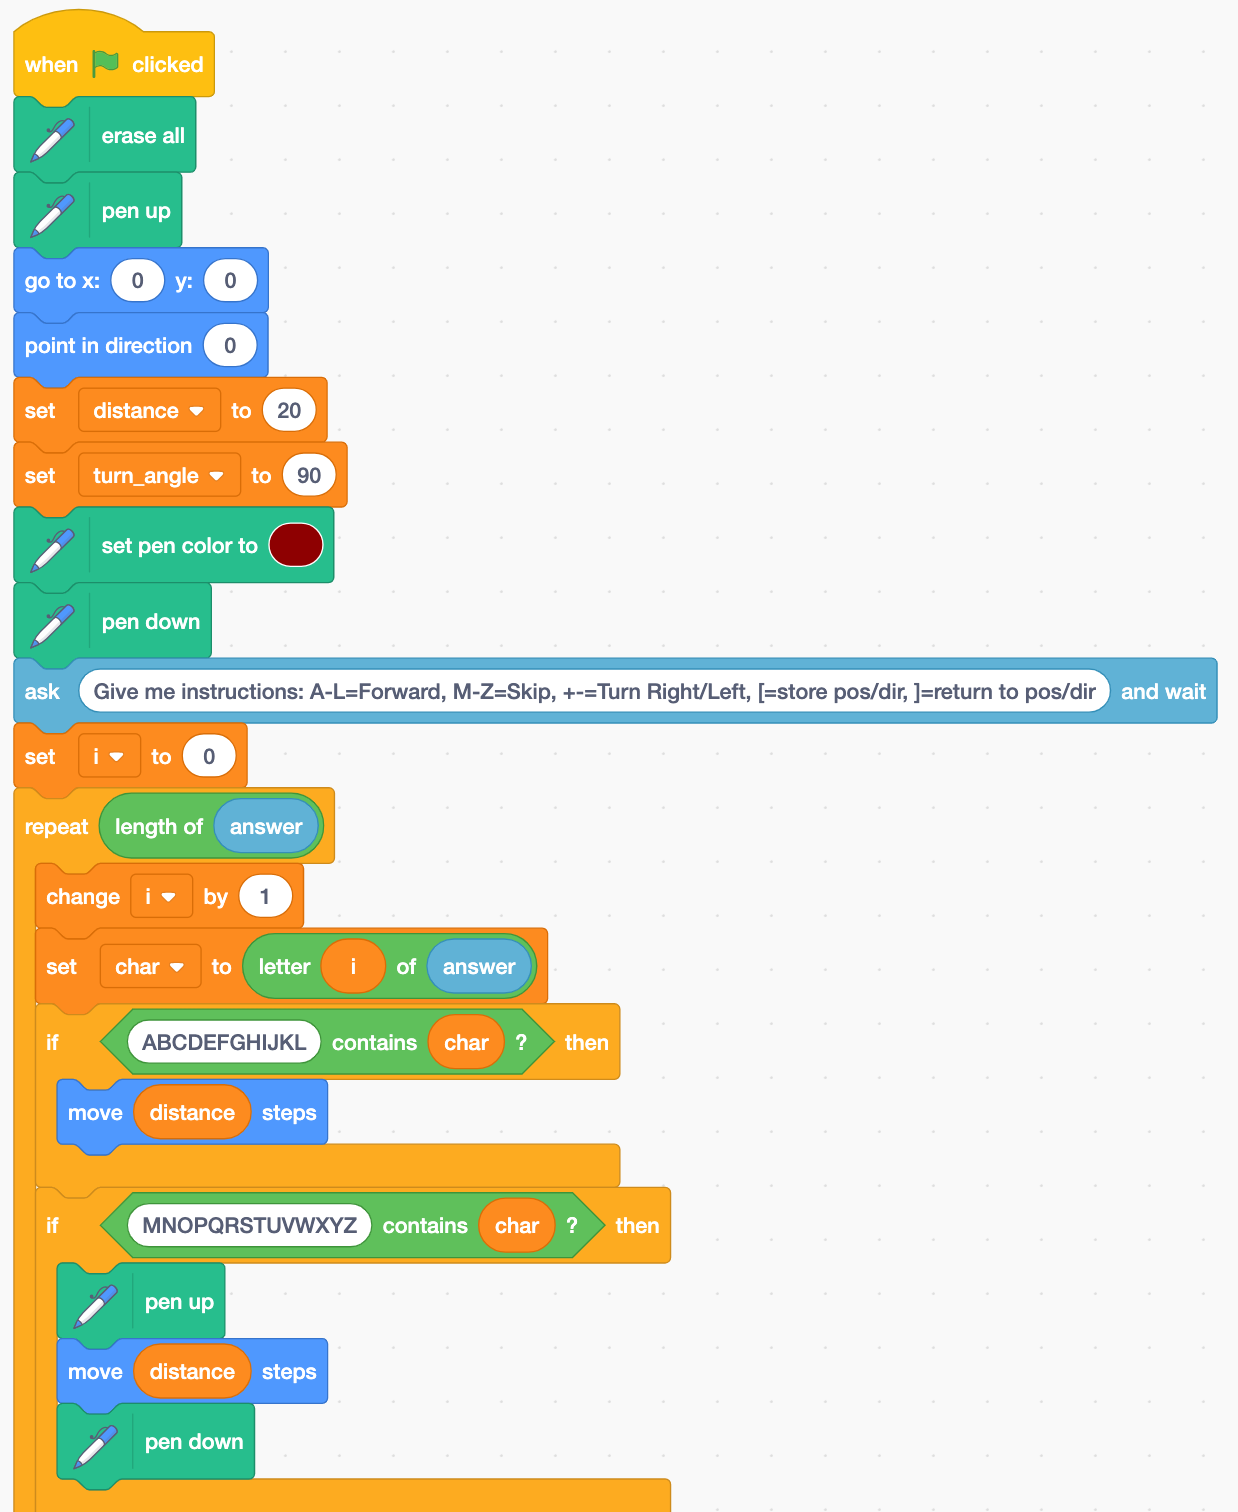 when clicked
erase all
pen up
go to x: 0 y: 0
point in direction 0
set distance to 20
set turn_angle to 90
set pen color to
pen down
ask Give me instructions: A-L=Forward, M-Z=Skip, +-=Turn Right/Left, [=store pos/dir, ]=return to pos/dir and wait
set i to 0
repeat length of answer
change i by 1
set char to letter i of answer
if ABCDEFGHIJKL contains char ? then
move distance steps
if MNOPQRSTUVWXYZ contains char ? then
pen up
move distance steps
pen down